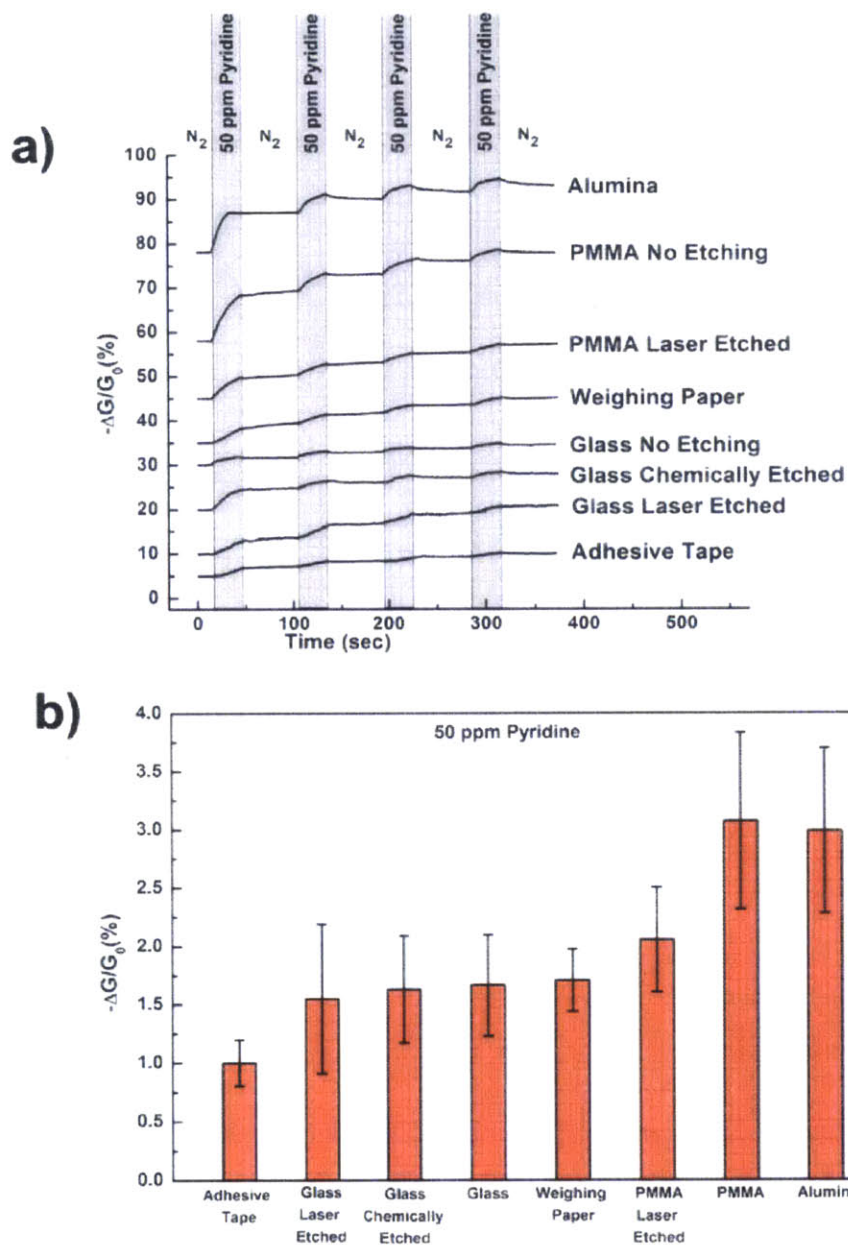 a)
N2 50 ppm Pyridine N2 50 ppm Pyridine N2 50 ppm Pyridine N2 50 ppm Pyridine N2
-ΔG/G0(%)
100
90
80
70
60
50
40
30
20
10
0
Alumina
PMMA No Etching
PMMA Laser Etched
Weighing Paper
Glass No Etching
Glass Chemically Etched
Glass Laser Etched
Adhesive Tape
0 100 200 300 400 500
Time (sec)
b)
50 ppm Pyridine
-ΔG/G0(%)
4.0
3.5
3.0
2.5
2.0
1.5
1.0
0.5
0.0
Adhesive Tape
Glass Laser Etched
Glass Chemically Etched
Glass
Weighing Paper
PMMA Laser Etched
PMMA
Alumin